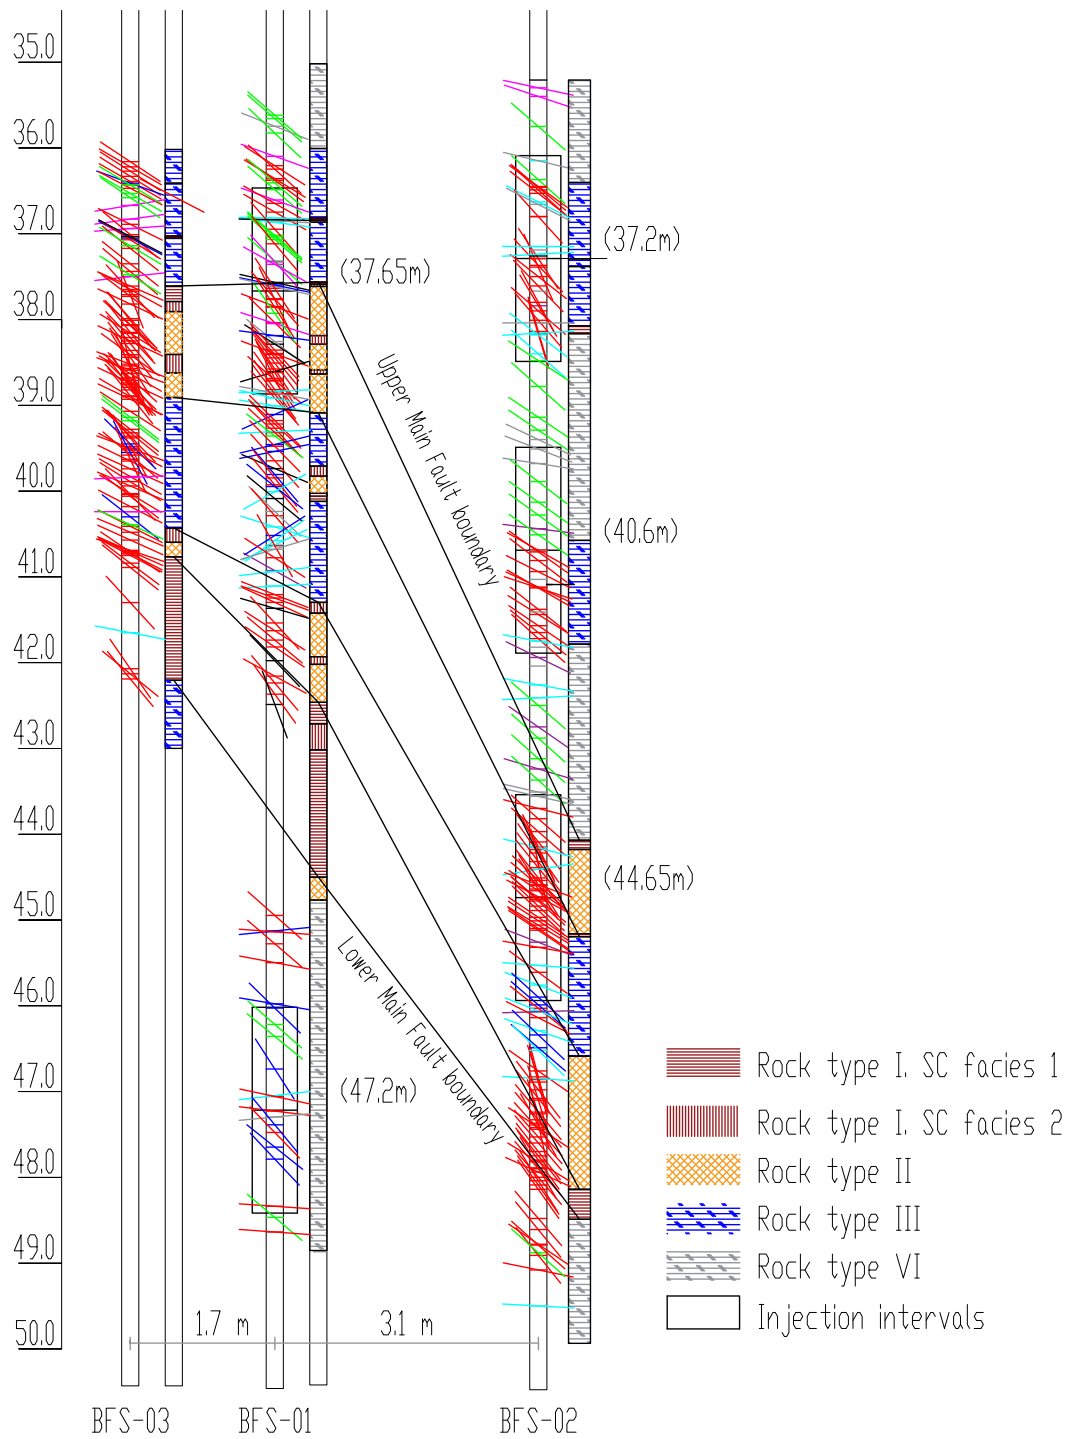 35.0
36.0
37.0
38.0
39.0
40.0
41.0
42.0
43.0
44.0
45.0
46.0
47.0
48.0
49.0
50.0
(37.65m)
(37.2m)
Upper Main Fault boundary
(40.6m)
(44.65m)
Lower Main Fault boundary
(47.2m)
Rock type I. SC facies 1
Rock type I. SC facies 2
Rock type II
Rock type III
Rock type VI
Injection intervals
1.7 m
3.1 m
BFS-03
BFS-01
BFS-02